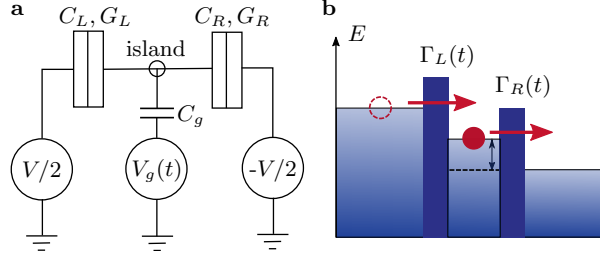 a
C_L, G_L
C_R, G_R
island
C_g
V/2
V_g(t)
-V/2
b
E
Γ_L(t)
Γ_R(t)